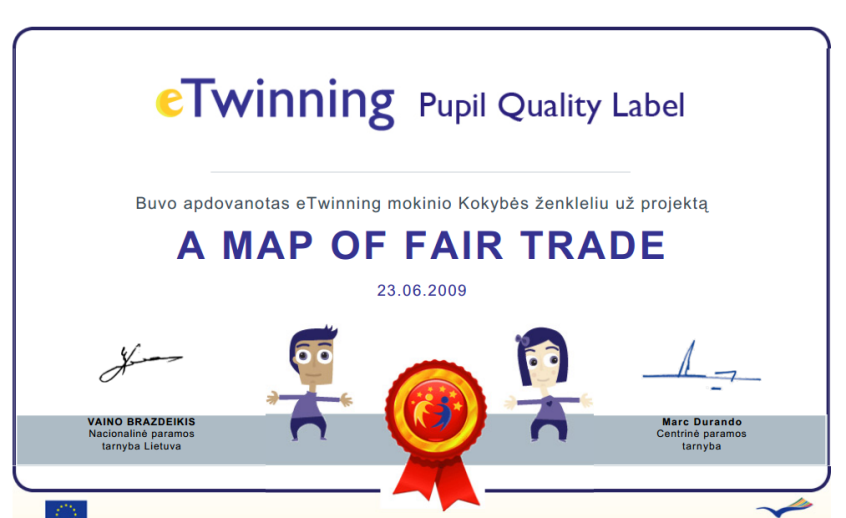 eTwinning Pupil Quality Label
Buvo apdovanotas eTwinning mokinio Kokybės ženkleliu už projektą
A MAP OF FAIR TRADE
23.06.2009
VAINO BRAZDEIKIS
Nacionalinė paramos
tarnyba Lietuva
Marc Durando
Centrinė paramos
tarnyba